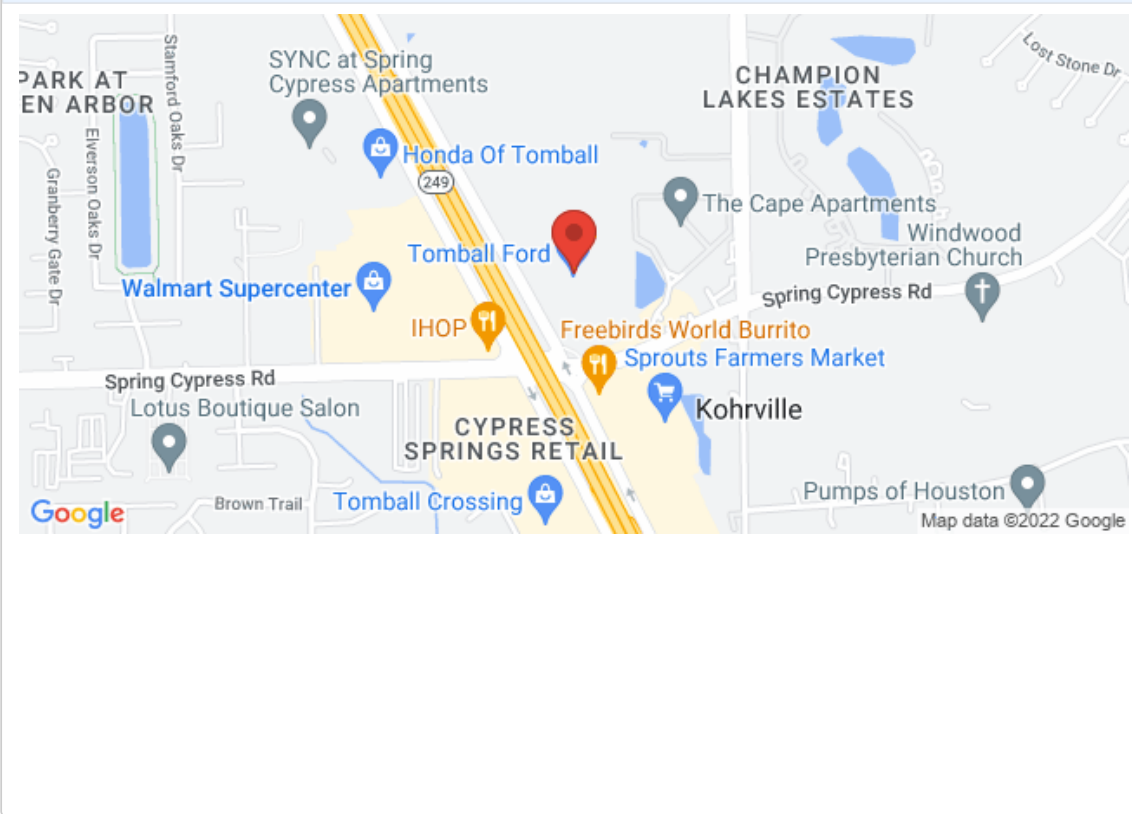 Stamford Oaks Dr
SYNC at Spring
Cypress Apartments
PARK AT
EN ARBOR
CHAMPION
LAKES ESTATES
Lost Stone Dr
Elverson Oaks Dr
Granberry Gate Dr
Honda Of Tomball
249
The Cape Apartments
Windwood
Presbyterian Church
Tomball Ford
Walmart Supercenter
Spring Cypress Rd
IHOP
Freebirds World Burrito
Sprouts Farmers Market
Spring Cypress Rd
Lotus Boutique Salon
Kohrville
CYPRESS
SPRINGS RETAIL
Brown Trail
Tomball Crossing
Pumps of Houston
Google
Map data ©2022 Google